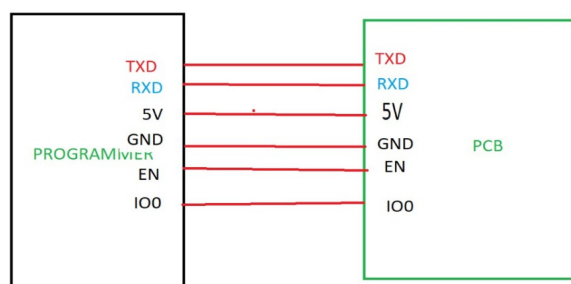 TXD
RXD
5V
GND
PROGRAMMER
EN
IO0
TXD
RXD
5V
GND
EN
IO0
PCB